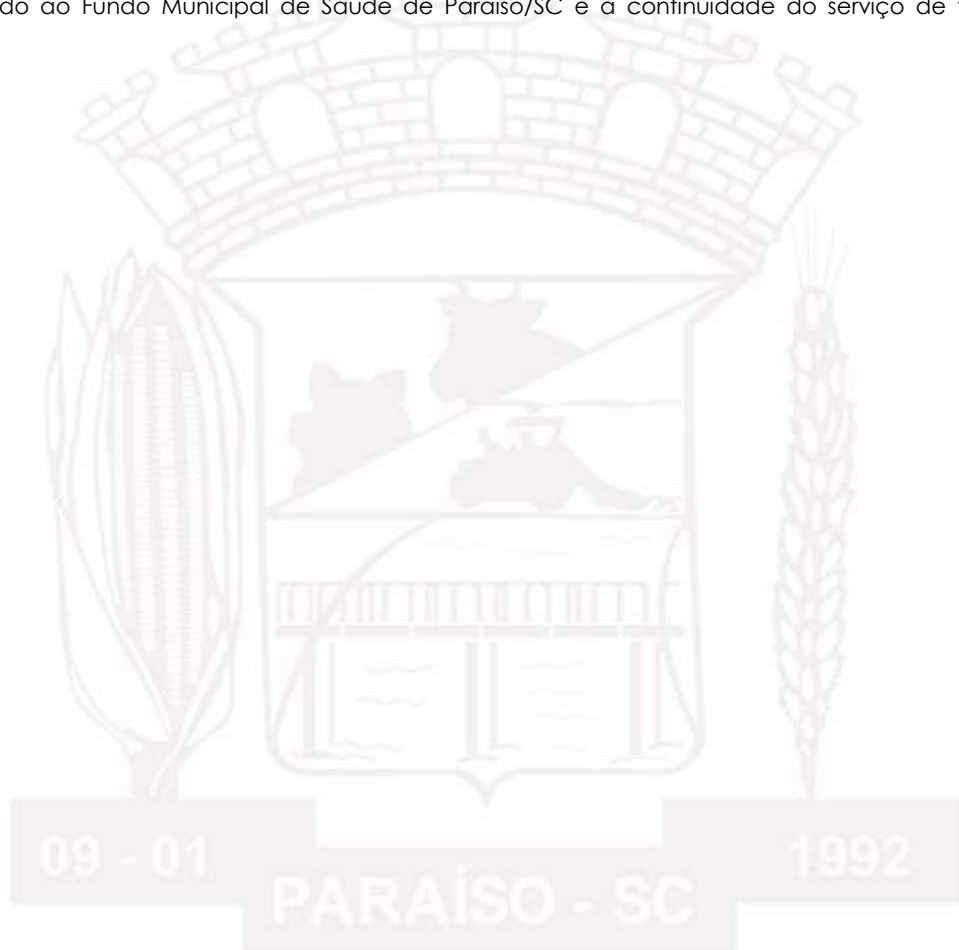 do ao Fundo Municipal de Saúde de Paraíso/SC e a continuidade do serviço de
09 - 01
1992
PARAÍSO - SC